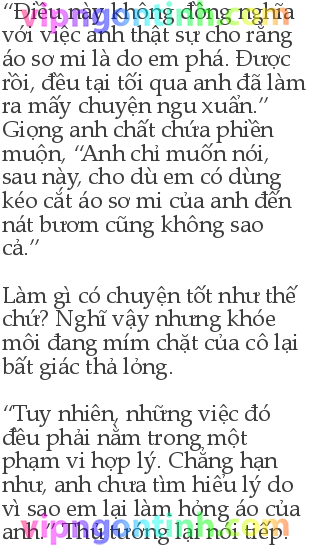 “Điều này không đồng nghĩa
với việc anh thật sự cho rằng
áo sơ mi là do em phá. Được
rồi, đều tại tối qua anh đã làm
ra mấy chuyện ngu xuẩn.”
Giọng anh chất chứa phiền
muộn, “Anh chỉ muốn nói,
sau này, cho dù em có dùng
kéo cắt áo sơ mi của anh đến
nát bươm cũng không sao
cả.”
Làm gì có chuyện tốt như thế
chứ? Nghĩ vậy nhưng khóe
môi đang mím chặt của cô lại
bất giác thả lỏng.
“Tuy nhiên, những việc đó
đều phải nằm trong một
phạm vi hợp lý. Chẳng hạn
như, anh chưa tìm hiểu lý do
vì sao em lại làm hỏng áo của
anh.” Thủ tướng lại nói tiếp.
vipngontinh.com
vipngontinh.com